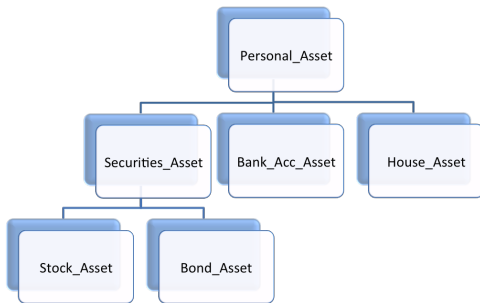 Personal_Asset
Securities_Asset
Bank_Acc_Asset
House_Asset
Stock_Asset
Bond_Asset